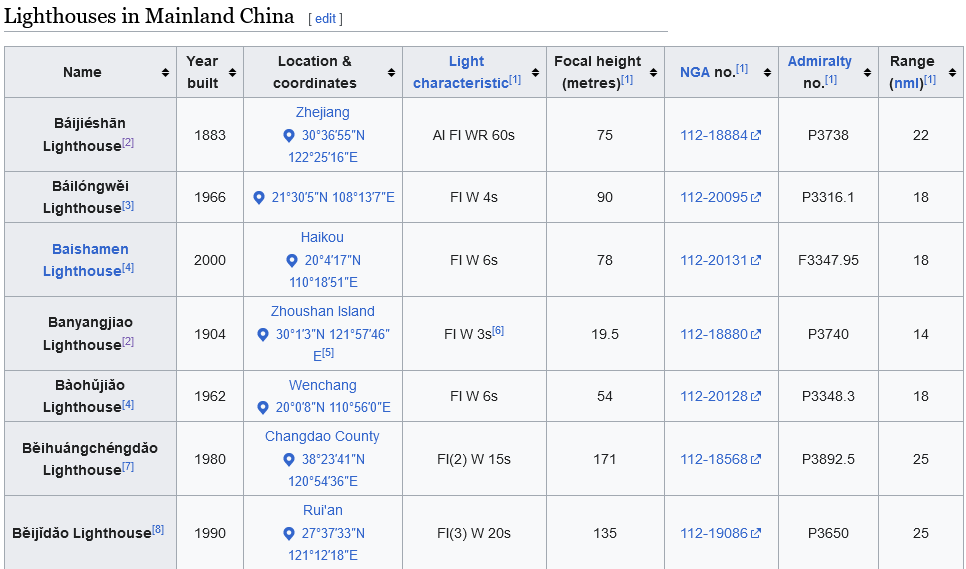 Lighthouses in Mainland China [ edit ]
Name
Year built
Location & coordinates
Light characteristic[1]
Focal height (metres)[1]
NGA no.[1]
Admiralty no.[1]
Range (nml)[1]
Báijiéshān Lighthouse[2]
1883
Zhejiang
30°36′55″N
122°25′16″E
Al Fl WR 60s
75
112-18884
P3738
22
Báilóngwěi Lighthouse[3]
1966
21°30′5″N 108°13′7″E
Fl W 4s
90
112-20095
P3316.1
18
Baishamen Lighthouse[4]
2000
Haikou
20°4′17″N
110°18′51″E
Fl W 6s
78
112-20131
F3347.95
18
Banyangjiao Lighthouse[2]
1904
Zhoushan Island
30°1′3″N 121°57′46″
E[5]
Fl W 3s[6]
19.5
112-18880
P3740
14
Bàohǔjiǎo Lighthouse[4]
1962
Wenchang
20°0′8″N 110°56′0″E
Fl W 6s
54
112-20128
P3348.3
18
Běihuángchéngdǎo Lighthouse[7]
1980
Changdao County
38°23′41″N
120°54′36″E
Fl(2) W 15s
171
112-18568
P3892.5
25
Běijǐdǎo Lighthouse[8]
1990
Rui'an
27°37′33″N
121°12′18″E
Fl(3) W 20s
135
112-19086
P3650
25